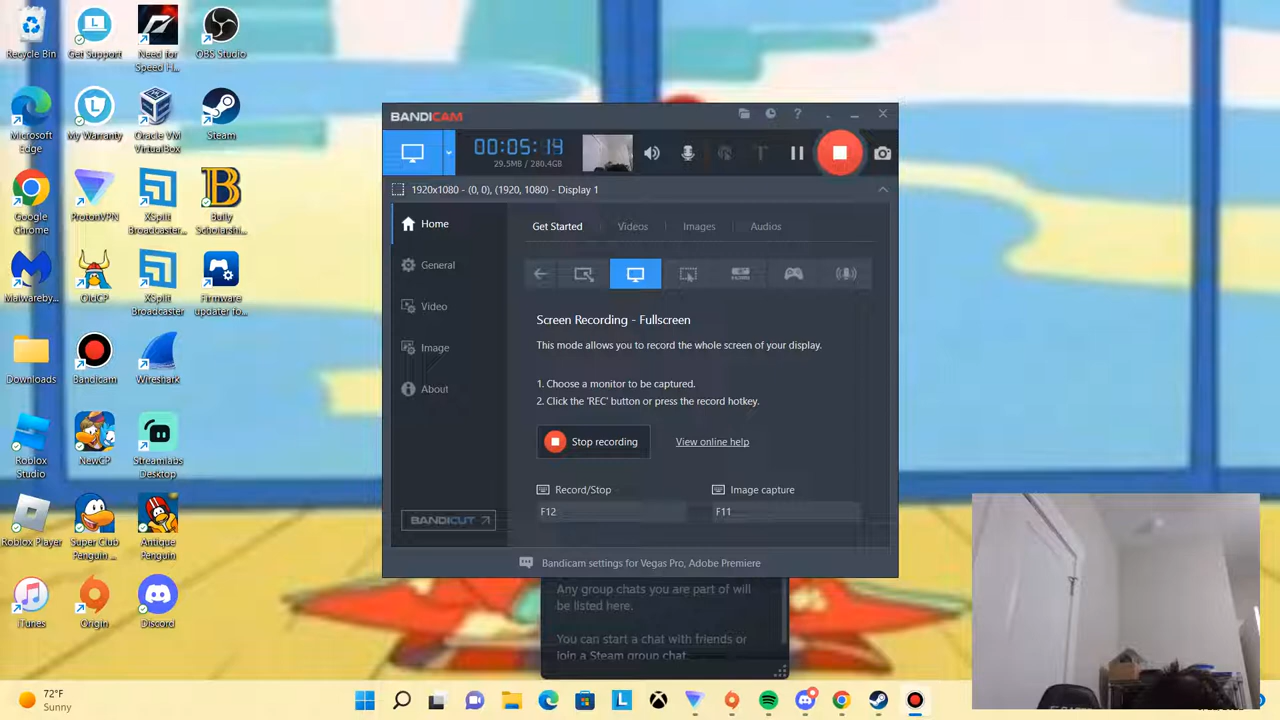 Recycle Bin
Get Support
Need for
Speed H...
OBS Studio
Microsoft
Edge
My Warranty
Oracle VM
VirtualBox
Steam
Google
Chrome
ProtonVPN
XSplit
Broadcaster...
Bully
Scholarshi...
Malwareby...
OldCP
XSplit
Broadcaster
Firmware
updater fo...
Downloads
Bandicam
Wireshark
Roblox
Studio
NewCP
Streamlabs
Desktop
Roblox Player
Super Club
Penguin ...
Antique
Penguin
iTunes
Origin
Discord
BANDICAM
?
00:05:19
29.5MB / 280.4GB
1920x1080 - (0, 0), (1920, 1080) - Display 1
Home
General
Video
Image
About
BANDICUT
Get Started
Videos
Images
Audios
Screen Recording - Fullscreen
This mode allows you to record the whole screen of your display.
1. Choose a monitor to be captured.
2. Click the 'REC' button or press the record hotkey.
Stop recording
View online help
Record/Stop
Image capture
F12
F11
Bandicam settings for Vegas Pro, Adobe Premiere
Any group chats you are part of will
be listed here.
You can start a chat with friends or
join a Steam group chat.
72°F
Sunny